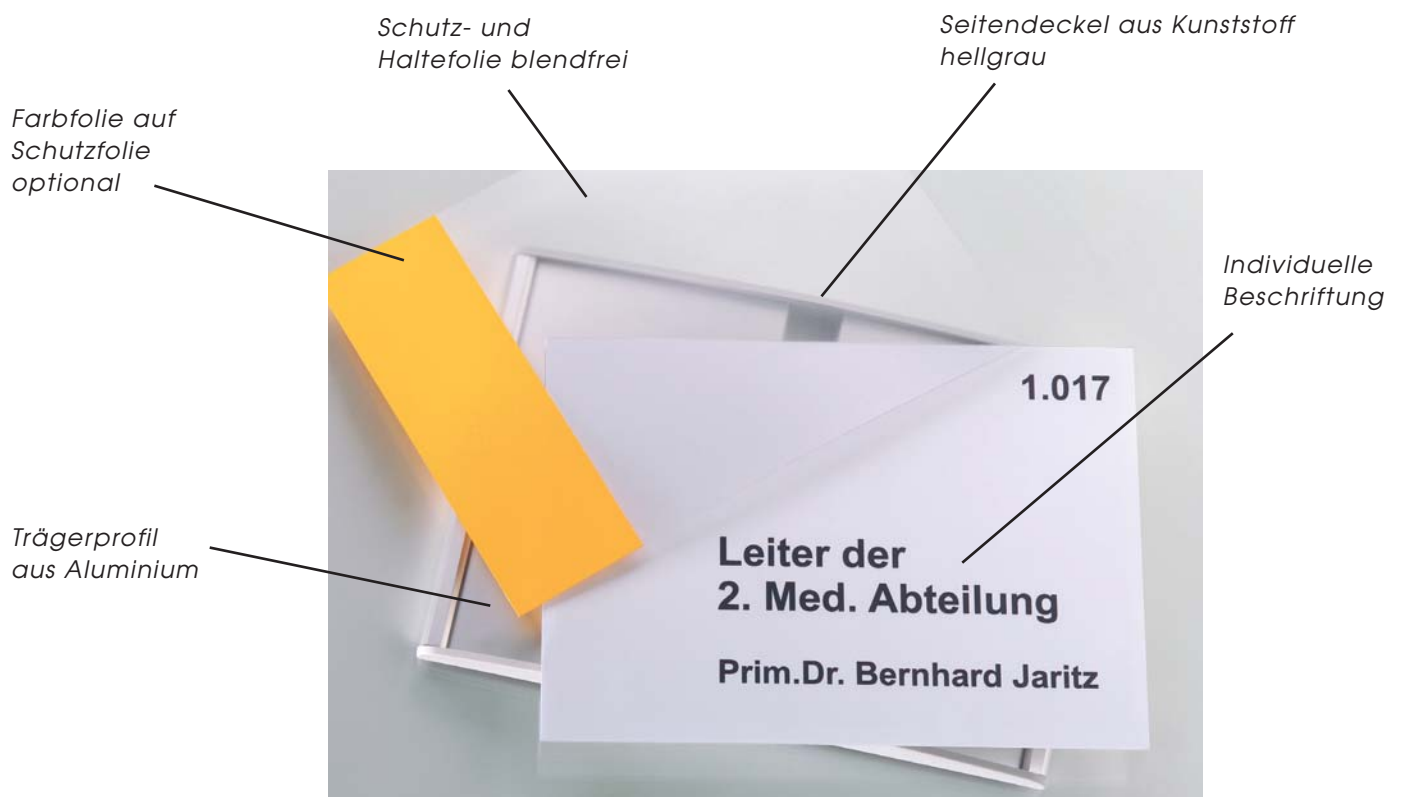 Schutz- und
Haltefolie blendfrei
Seitendeckel aus Kunststoff
hellgrau
Farbfolie auf
Schutzfolie
optional
Individuelle
Beschriftung
1.017
Leiter der
2. Med. Abteilung
Prim.Dr. Bernhard Jaritz
Trägerprofil
aus Aluminium